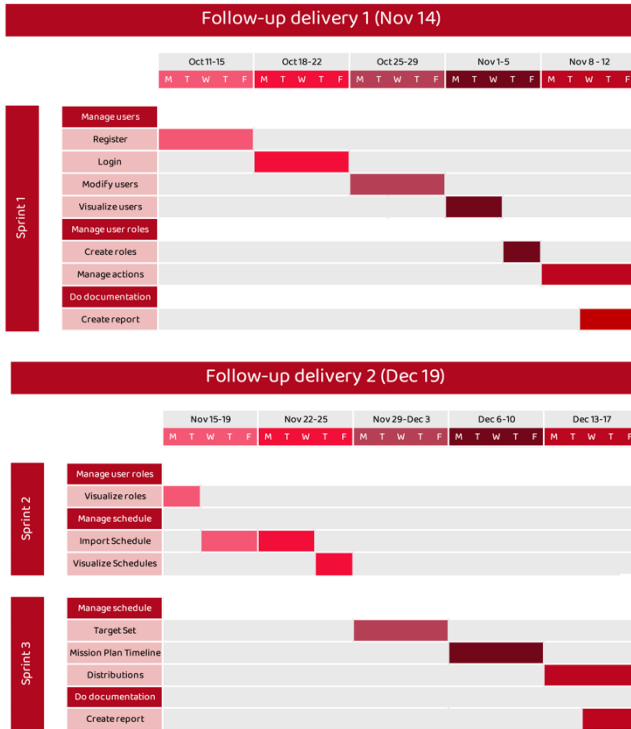 Follow-up delivery 1 (Nov 14)
Oct 11-15 Oct 18-22 Oct 25-29 Nov 1-5 Nov 8 - 12
M T W T F M T W T F M T W T F M T W T F M T W T F
Sprint 1
Manage users
Register
Login
Modify users
Visualize users
Manage user roles
Create roles
Manage actions
Do documentation
Create report
Follow-up delivery 2 (Dec 19)
Nov 15-19 Nov 22-25 Nov 29-Dec 3 Dec 6-10 Dec 13-17
M T W T F M T W T F M T W T F M T W T F M T W T F
Sprint 2
Manage user roles
Visualize roles
Manage schedule
Import Schedule
Visualize Schedules
Sprint 3
Manage schedule
Target Set
Mission Plan Timeline
Distributions
Do documentation
Create report